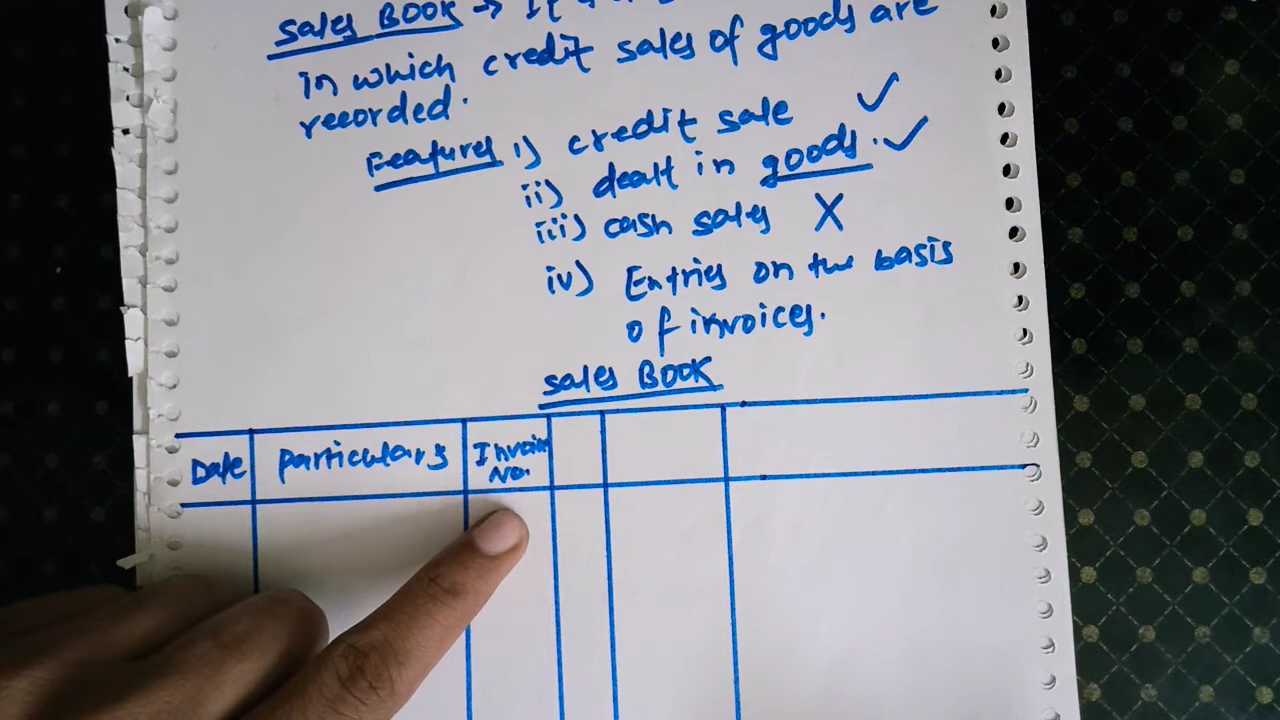 sales BOOK → It
in which credit sales of goods are
recorded.
Features i) credit sale ✓
ii) dealt in goods. ✓
iii) cash sales X
iv) Entries on the basis
of invoices.
sales BOOK
Date particulars Invoice
No.